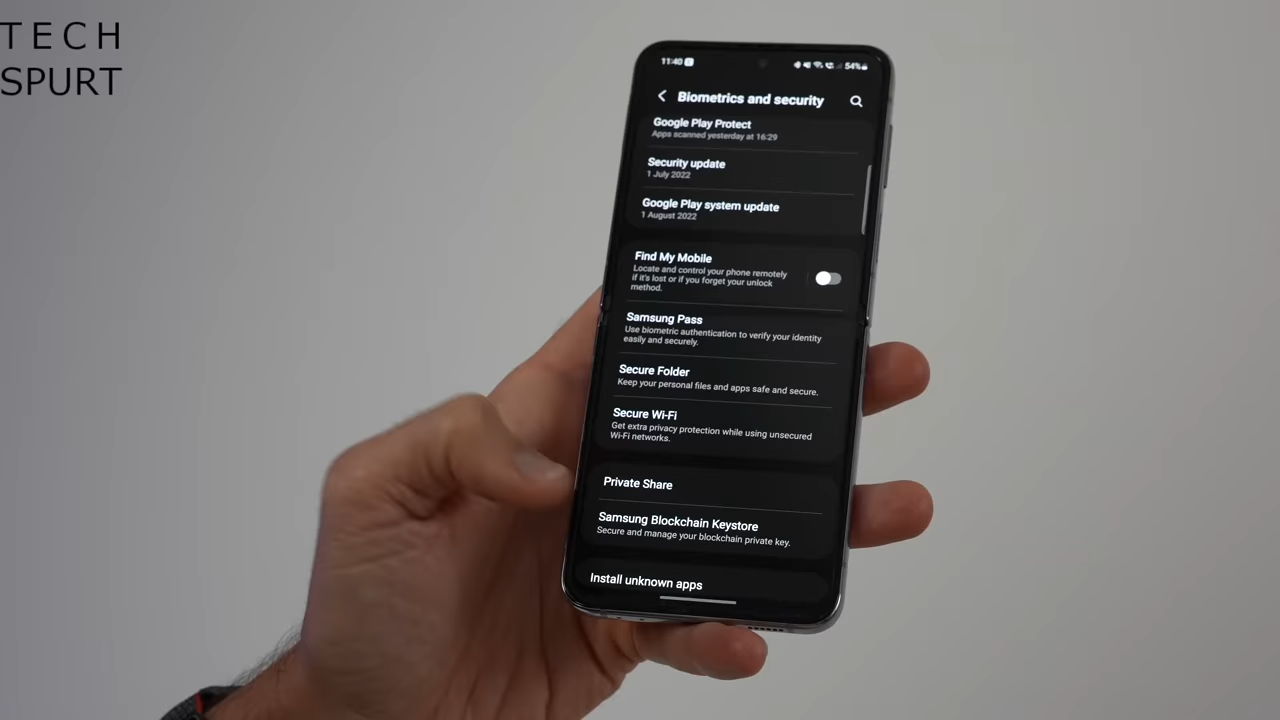 TECH
SPURT
11:40
54%
Biometrics and security
Google Play Protect
Apps scanned yesterday at 16:29
Security update
1 July 2022
Google Play system update
1 August 2022
Find My Mobile
Locate and control your phone remotely
if it's lost or if you forget your unlock
method.
Samsung Pass
Use biometric authentication to verify your identity
easily and securely.
Secure Folder
Keep your personal files and apps safe and secure.
Secure Wi-Fi
Get extra privacy protection while using unsecured
Wi-Fi networks.
Private Share
Samsung Blockchain Keystore
Secure and manage your blockchain private key.
Install unknown apps